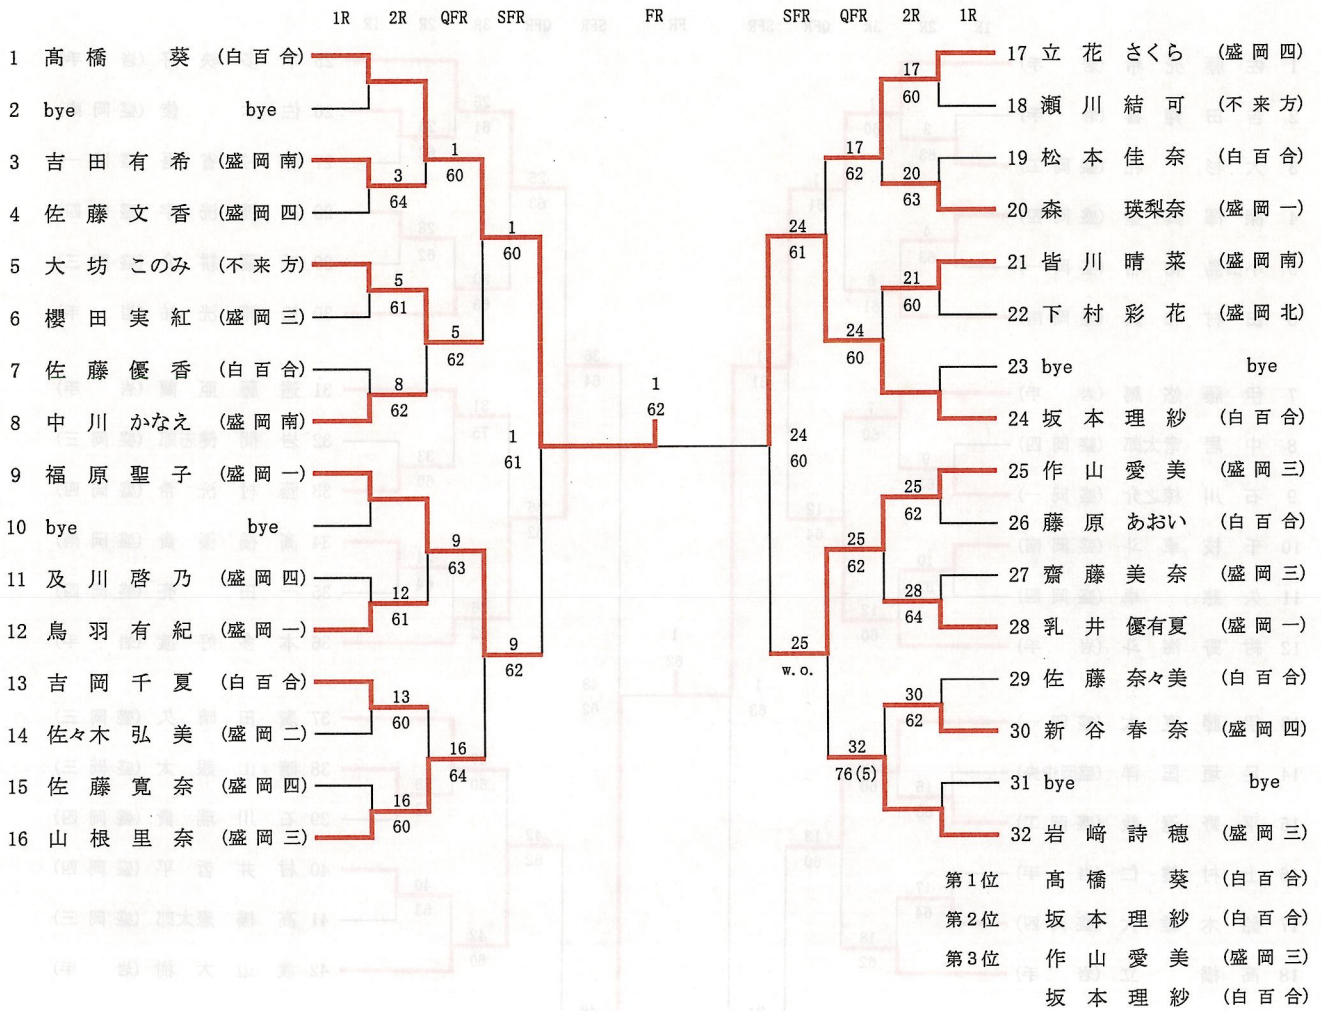 1R 2R QFR SFR FR SFR QFR 2R 1R
1 髙橋 葵 (白百合)
2 bye bye
3 吉田有希 (盛岡南)
4 佐藤文香 (盛岡四)
5 大坊このみ (不来方)
6 櫻田実紅 (盛岡三)
7 佐藤優香 (白百合)
8 中川かなえ (盛岡南)
9 福原聖子 (盛岡一)
10 bye bye
11 及川啓乃 (盛岡四)
12 鳥羽有紀 (盛岡一)
13 吉岡千夏 (白百合)
14 佐々木弘美 (盛岡二)
15 佐藤寛奈 (盛岡四)
16 山根里奈 (盛岡三)
3
64
5
61
8
62
12
61
13
60
16
60
1
60
5
62
9
63
16
64
1
60
9
62
1
61
1
62
24
60
24
61
25
w.o.
17
62
24
60
25
62
32
76(5)
17
60
20
63
21
60
25
62
28
64
30
62
17 立花さくら (盛岡四)
18 瀬川結可 (不来方)
19 松本佳奈 (白百合)
20 森 瑛梨奈 (盛岡一)
21 皆川晴菜 (盛岡南)
22 下村彩花 (盛岡北)
23 bye bye
24 坂本理紗 (白百合)
25 作山愛美 (盛岡三)
26 藤原あおい (白百合)
27 齋藤美奈 (盛岡三)
28 乳井優有夏 (盛岡一)
29 佐藤奈々美 (白百合)
30 新谷春奈 (盛岡四)
31 bye bye
32 岩﨑詩穂 (盛岡三)
第1位 髙橋 葵 (白百合)
第2位 坂本理紗 (白百合)
第3位 作山愛美 (盛岡三)
坂本理紗 (白百合)